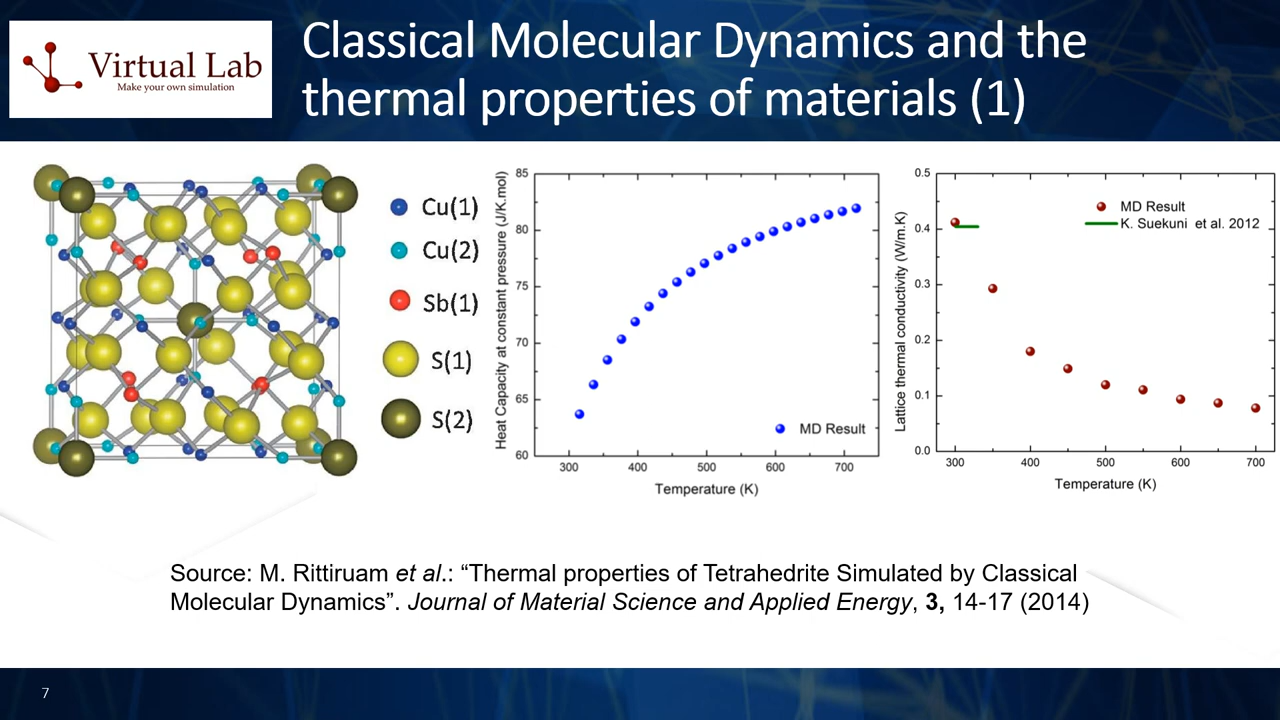 Virtual Lab
Make your own simulation
Classical Molecular Dynamics and the
thermal properties of materials (1)
Cu(1)
Cu(2)
Sb(1)
S(1)
S(2)
Heat Capacity at constant pressure (J/K.mol)
85
80
75
70
65
60
300
400
500
600
700
MD Result
Temperature (K)
Lattice thermal conductivity (W/m.K)
0.5
0.4
0.3
0.2
0.1
0.0
300
400
500
600
700
MD Result
K. Suekuni et al. 2012
Temperature (K)
Source: M. Rittiruam et al.: “Thermal properties of Tetrahedrite Simulated by Classical
Molecular Dynamics”. Journal of Material Science and Applied Energy, 3, 14-17 (2014)
7